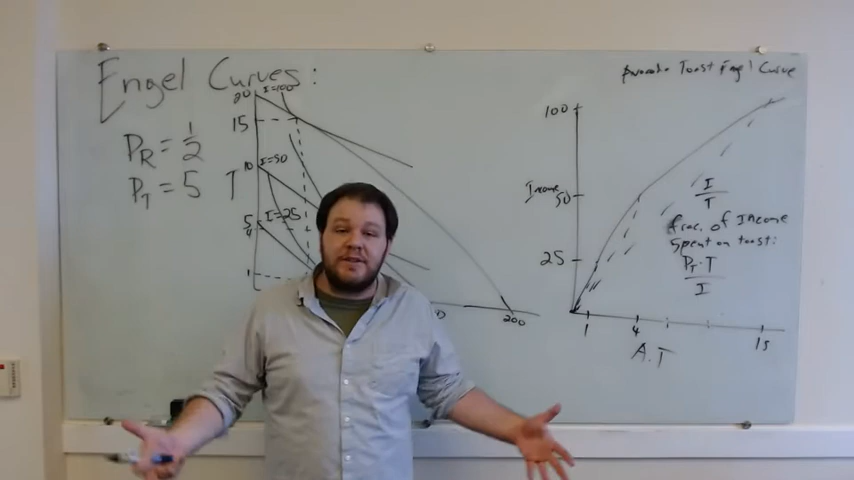 Engel Curves:
P_R = 1/2
P_T = 5
T
20
I=100
15
10
I=50
5
I=25
4
1
200
Toast Engel Curve
100
Income
50
25
1
4
15
A.T
I/T
frac. of Income
Spent on toast:
P_T · T / I